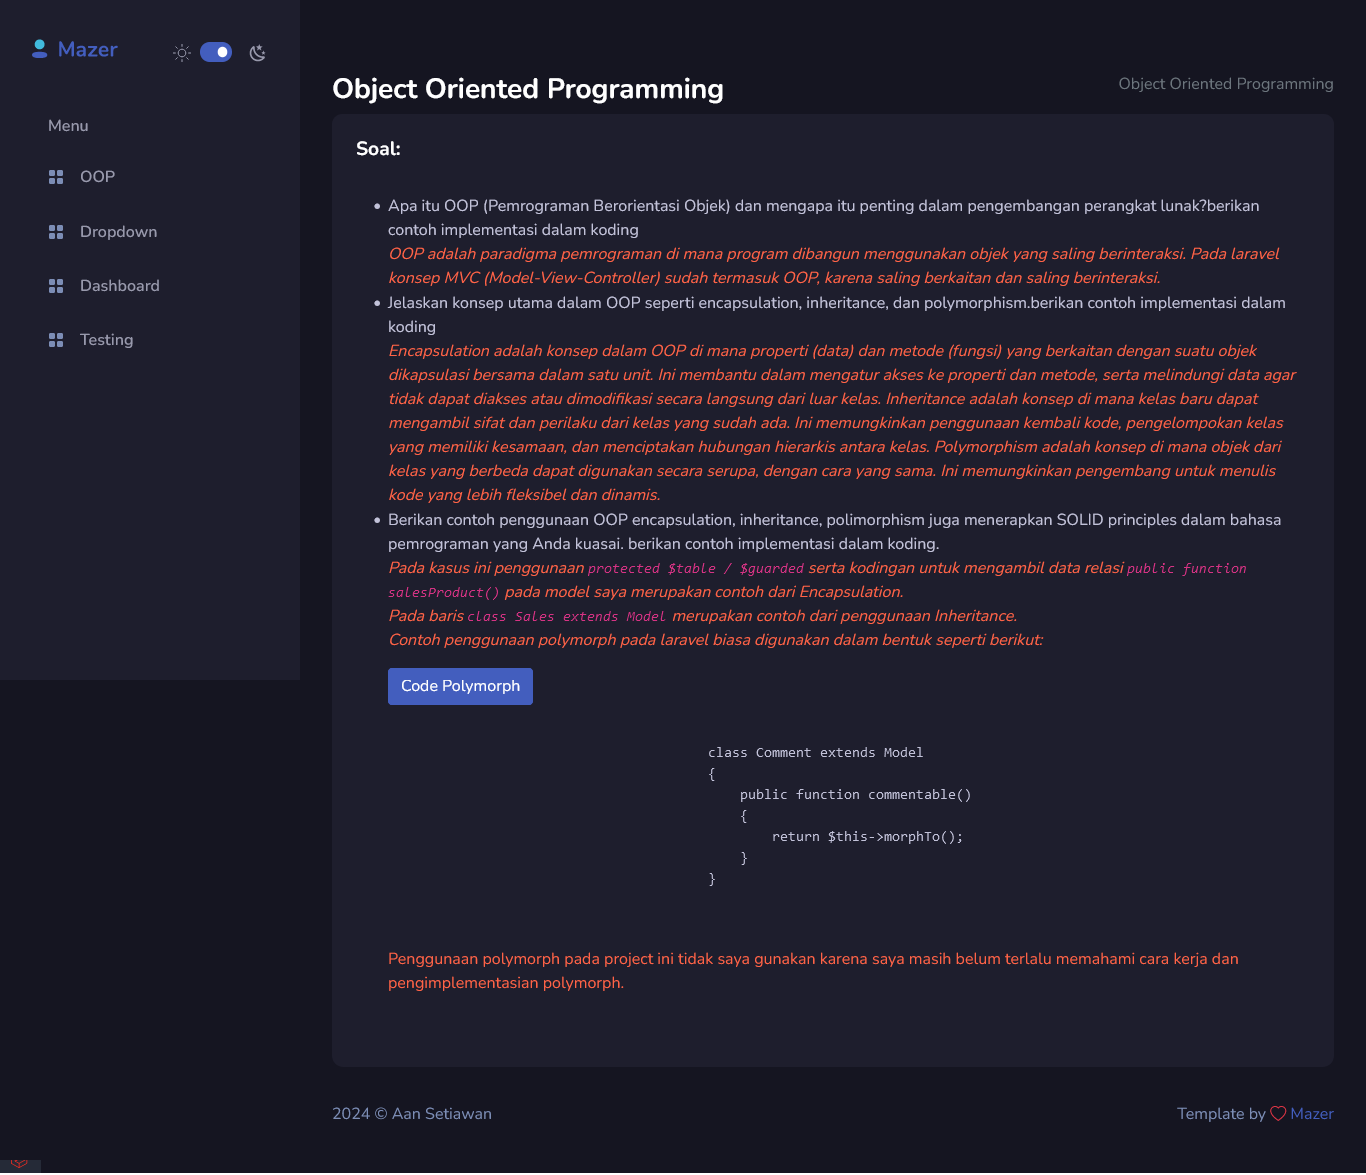 Mazer
Menu
OOP
Dropdown
Dashboard
Testing
Object Oriented Programming
Object Oriented Programming
Soal:
• Apa itu OOP (Pemrograman Berorientasi Objek) dan mengapa itu penting dalam pengembangan perangkat lunak?berikan
contoh implementasi dalam koding
OOP adalah paradigma pemrograman di mana program dibangun menggunakan objek yang saling berinteraksi. Pada laravel
konsep MVC (Model-View-Controller) sudah termasuk OOP, karena saling berkaitan dan saling berinteraksi.
• Jelaskan konsep utama dalam OOP seperti encapsulation, inheritance, dan polymorphism.berikan contoh implementasi dalam
koding
Encapsulation adalah konsep dalam OOP di mana properti (data) dan metode (fungsi) yang berkaitan dengan suatu objek
dikapsulasi bersama dalam satu unit. Ini membantu dalam mengatur akses ke properti dan metode, serta melindungi data agar
tidak dapat diakses atau dimodifikasi secara langsung dari luar kelas. Inheritance adalah konsep di mana kelas baru dapat
mengambil sifat dan perilaku dari kelas yang sudah ada. Ini memungkinkan penggunaan kembali kode, pengelompokan kelas
yang memiliki kesamaan, dan menciptakan hubungan hierarkis antara kelas. Polymorphism adalah konsep di mana objek dari
kelas yang berbeda dapat digunakan secara serupa, dengan cara yang sama. Ini memungkinkan pengembang untuk menulis
kode yang lebih fleksibel dan dinamis.
• Berikan contoh penggunaan OOP encapsulation, inheritance, polimorphism juga menerapkan SOLID principles dalam bahasa
pemrograman yang Anda kuasai. berikan contoh implementasi dalam koding.
Pada kasus ini penggunaan protected $table / $guarded serta kodingan untuk mengambil data relasi public function
salesProduct() pada model saya merupakan contoh dari Encapsulation.
Pada baris class Sales extends Model merupakan contoh dari penggunaan Inheritance.
Contoh penggunaan polymorph pada laravel biasa digunakan dalam bentuk seperti berikut:
Code Polymorph
class Comment extends Model
{
    public function commentable()
    {
        return $this->morphTo();
    }
}
Penggunaan polymorph pada project ini tidak saya gunakan karena saya masih belum terlalu memahami cara kerja dan
pengimplementasian polymorph.
2024 © Aan Setiawan
Template by Mazer